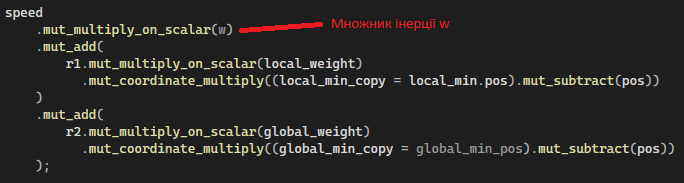 speed
.mut_multiply_on_scalar(w) Множник інерції w
.mut_add(
r1.mut_multiply_on_scalar(local_weight)
.mut_coordinate_multiply((local_min_copy = local_min.pos).mut_subtract(pos))
)
.mut_add(
r2.mut_multiply_on_scalar(global_weight)
.mut_coordinate_multiply((global_min_copy = global_min_pos).mut_subtract(pos))
);